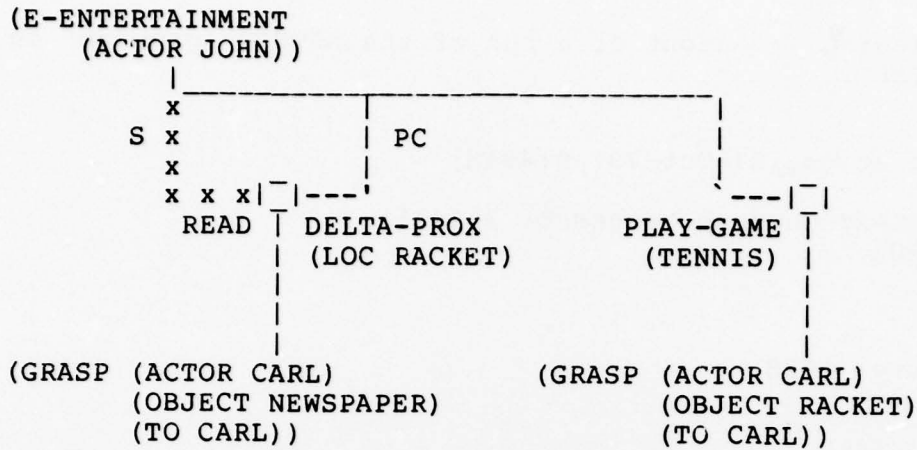 (E-ENTERTAINMENT
(ACTOR JOHN))
x
S x | PC |
x
x x x|_|---' `---|_|
READ DELTA-PROX PLAY-GAME
(LOC RACKET) (TENNIS)
(GRASP (ACTOR CARL) (GRASP (ACTOR CARL)
(OBJECT NEWSPAPER) (OBJECT RACKET)
(TO CARL)) (TO CARL))